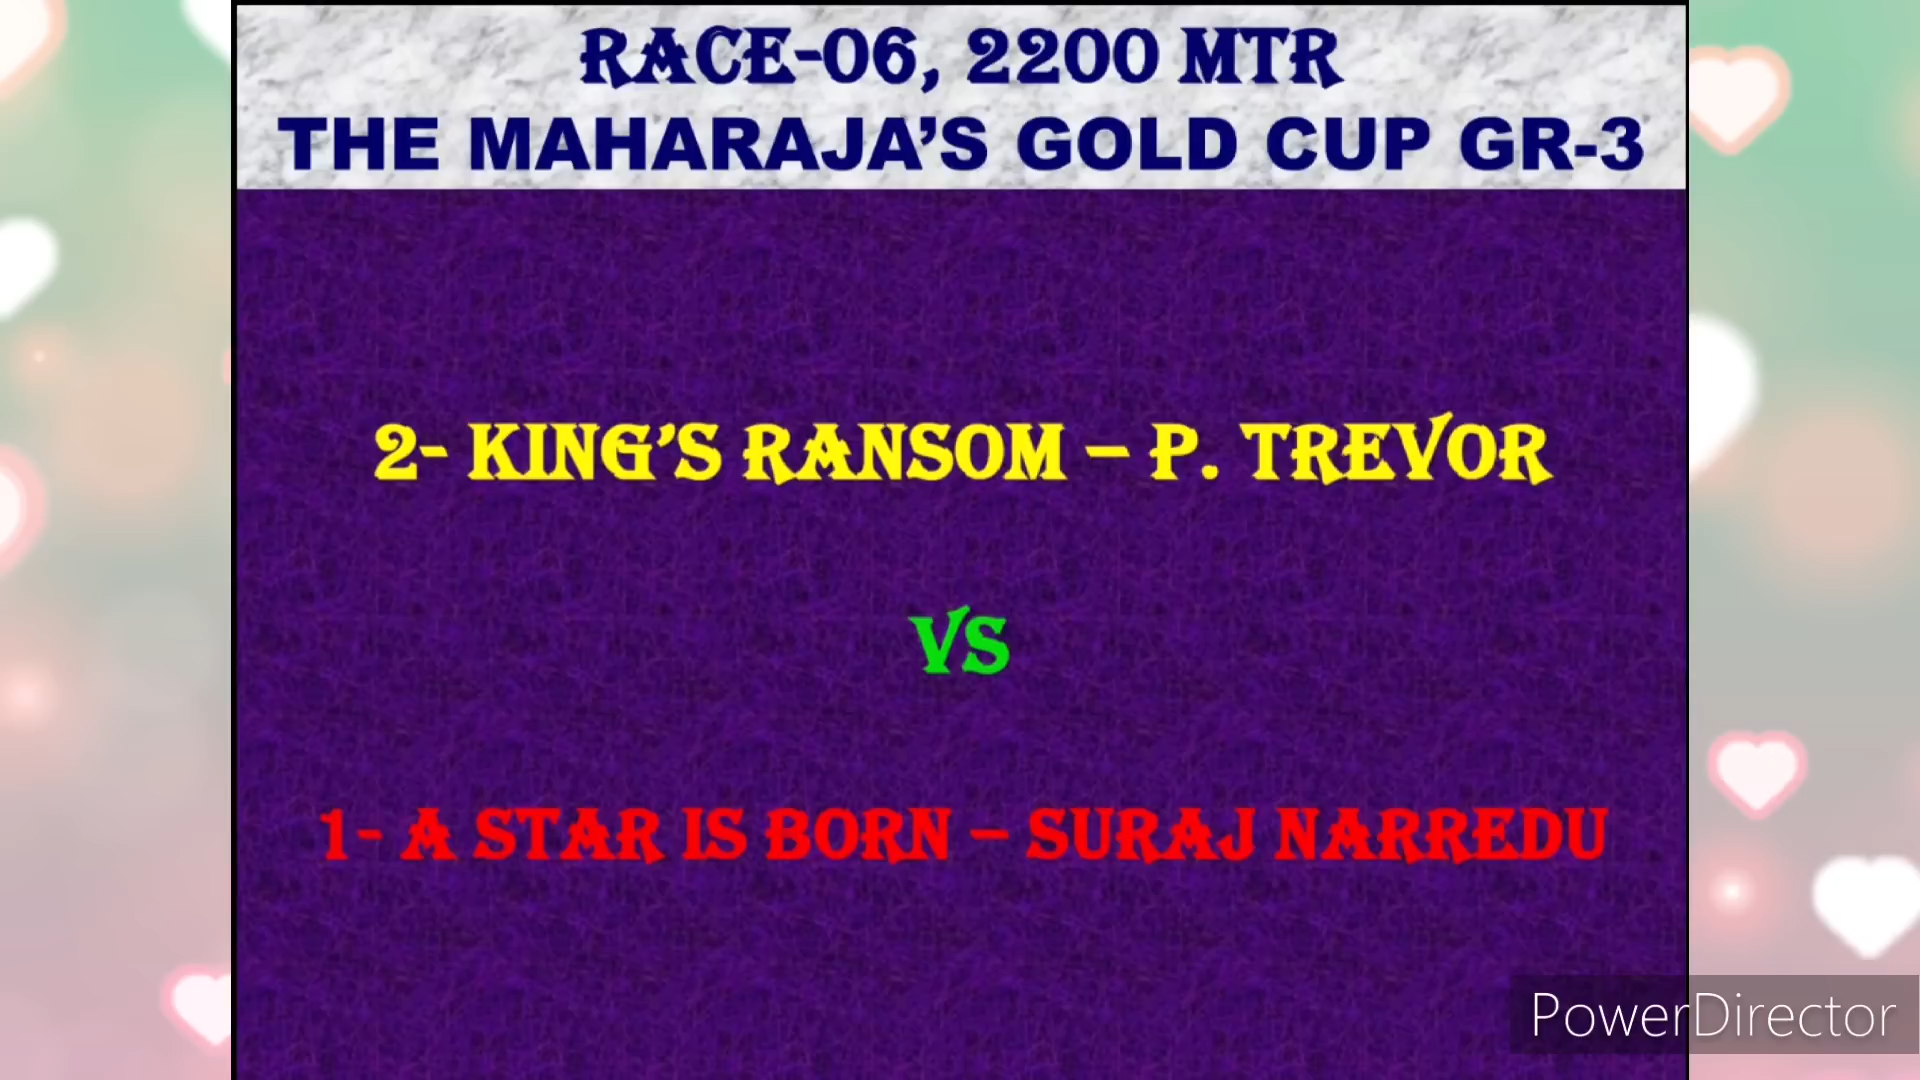 RACE-06, 2200 MTR
THE MAHARAJA’S GOLD CUP GR-3
2- KING’S RANSOM – P. TREVOR
VS
1- A STAR IS BORN – SURAJ NARREDU
PowerDirector